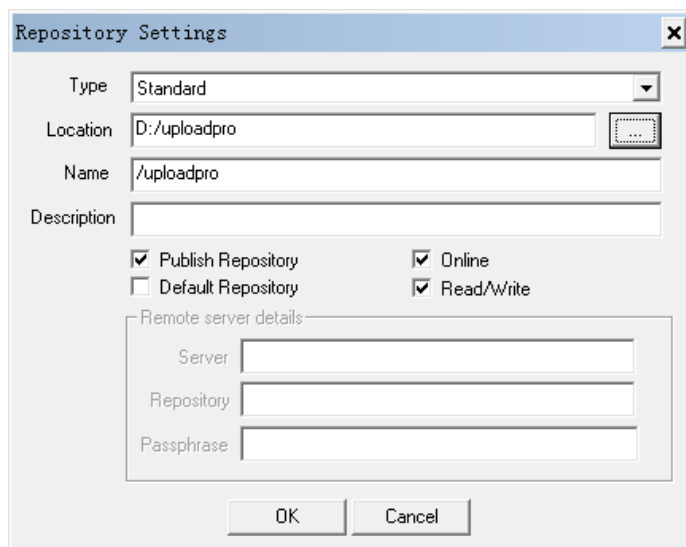 Repository Settings
Type Standard
Location D:/uploadpro ...
Name /uploadpro
Description
Publish Repository Online
Default Repository Read/Write
Remote server details
Server
Repository
Passphrase
OK Cancel